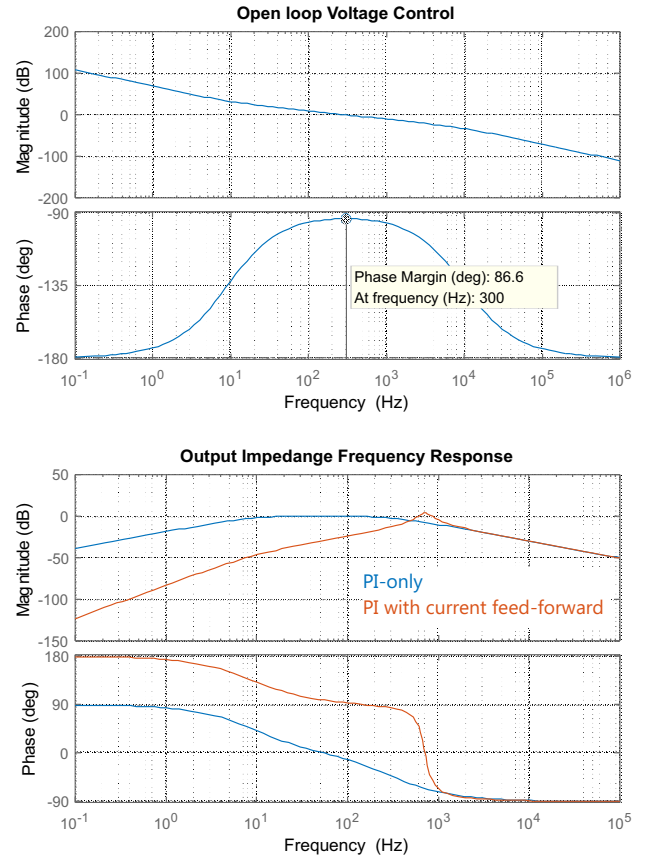 Open loop Voltage Control
200
100
0
-100
-200
Magnitude (dB)
-90
-135
-180
Phase (deg)
Phase Margin (deg): 86.6
At frequency (Hz): 300
10^-1 10^0 10^1 10^2 10^3 10^4 10^5 10^6
Frequency (Hz)
Output Impedange Frequency Response
50
0
-50
-100
-150
Magnitude (dB)
PI-only
PI with current feed-forward
180
90
0
-90
Phase (deg)
10^-1 10^0 10^1 10^2 10^3 10^4 10^5
Frequency (Hz)